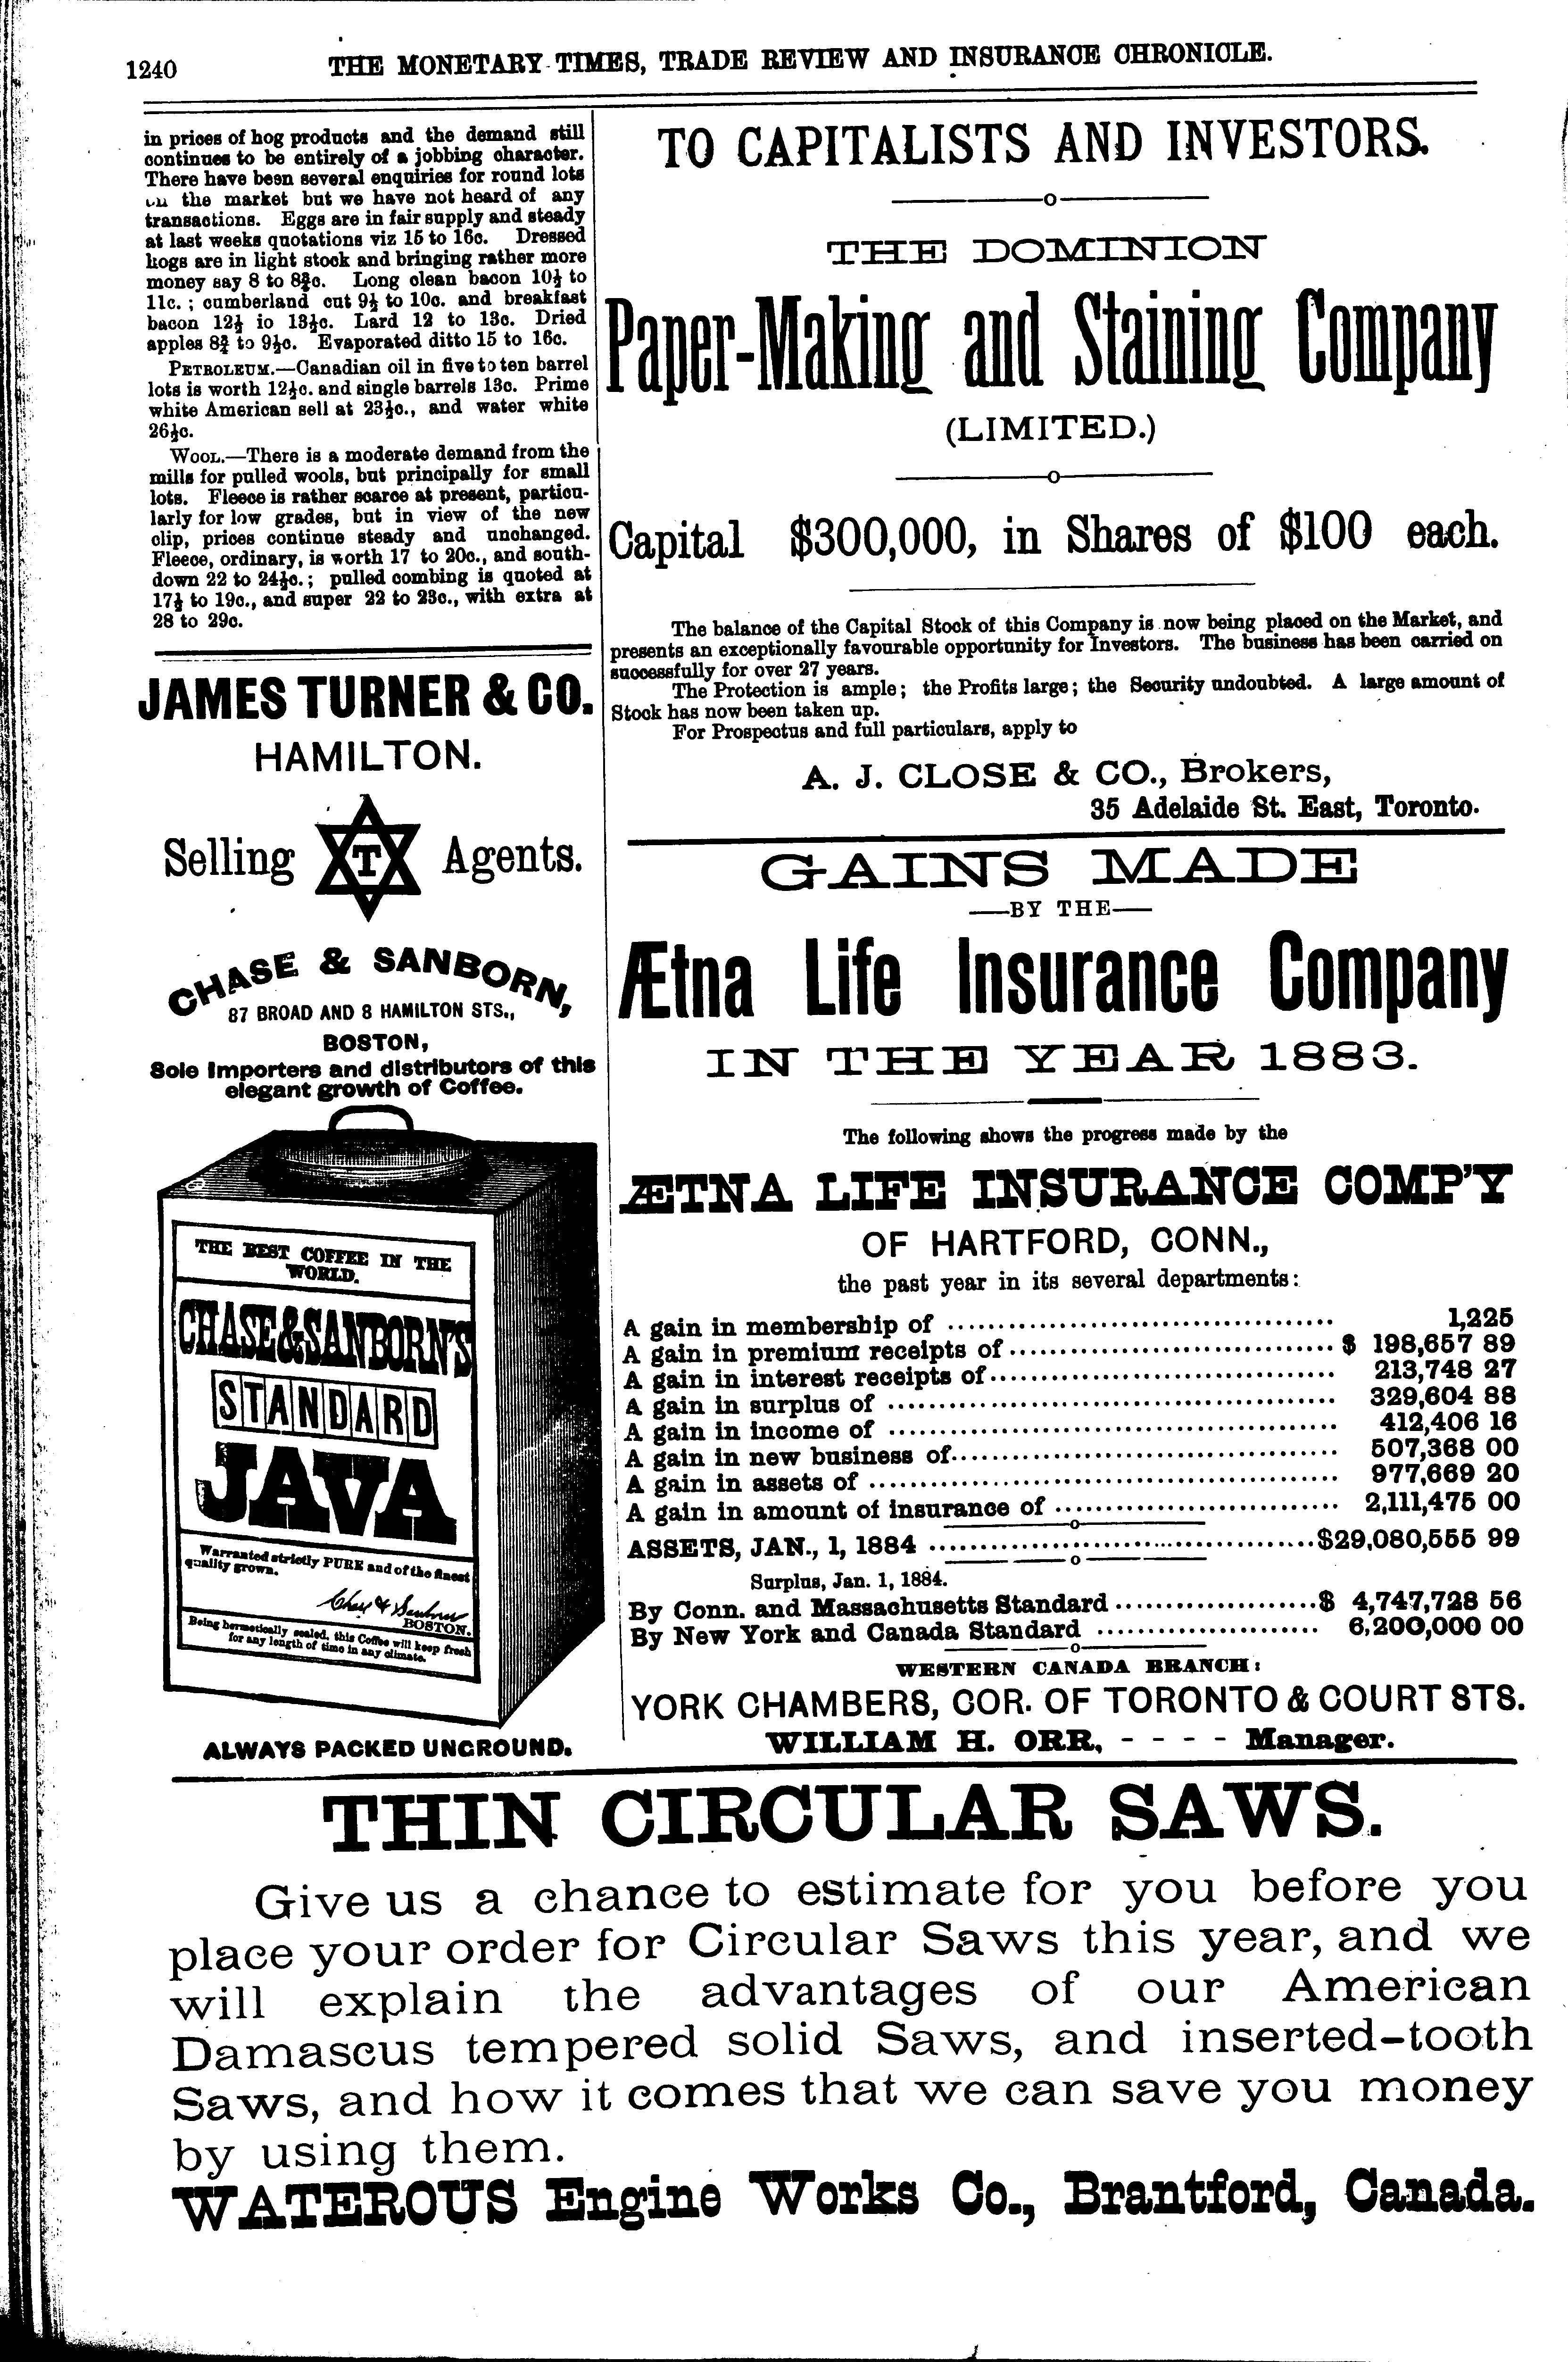 1240
THE MONETARY TIMES, TRADE REVIEW AND INSURANCE CHRONICLE.
in prices of hog products and the demand still
continues to be entirely of a jobbing character.
There have been several enquiries for round lots
the market but we have not heard of any
transactions. Eggs are in fair supply and steady
at last weeks quotations viz 15 to 16c. Dressed
hogs are in light stock and bringing rather more
money say 8 to 8¾c. Long clean bacon 10½ to
11c. ; cumberland cut 9½ to 10c. and breakfast
bacon 12½ io 13½c. Lard 12 to 13c. Dried
apples 8¾ to 9½c. Evaporated ditto 15 to 16c.
PETROLEUM.—Canadian oil in five to ten barrel
lots is worth 12½c. and single barrels 13c. Prime
white American sell at 23½c., and water white
26½c.
WOOL.—There is a moderate demand from the
mills for pulled wools, but principally for small
lots. Fleece is rather scarce at present, particu-
larly for low grades, but in view of the new
clip, prices continue steady and unchanged.
Fleece, ordinary, is worth 17 to 20c., and south-
down 22 to 24½c. ; pulled combing is quoted at
17½ to 19c., and super 22 to 23c., with extra at
28 to 29c.
JAMES TURNER & CO.
HAMILTON.
Selling T Agents.
CHASE & SANBORN,
87 BROAD AND 8 HAMILTON STS.,
BOSTON,
Sole Importers and distributors of this
elegant growth of Coffee.
THE BEST COFFEE IN THE
WORLD.
CHASE&SANBORN'S
STANDARD
JAVA
Warranted strictly PURE and of the finest
quality grown.
Chase & Sanborn
BOSTON.
Being hermetically sealed, this Coffee will keep fresh
for any length of time in any climate.
ALWAYS PACKED UNGROUND.
TO CAPITALISTS AND INVESTORS.
THE DOMINION
Paper-Making and Staining Company
(LIMITED.)
Capital $300,000, in Shares of $100 each.
The balance of the Capital Stock of this Company is now being placed on the Market, and
presents an exceptionally favourable opportunity for Investors. The business has been carried on
successfully for over 27 years.
The Protection is ample; the Profits large; the Security undoubted. A large amount of
Stock has now been taken up.
For Prospectus and full particulars, apply to
A. J. CLOSE & CO., Brokers,
35 Adelaide St. East, Toronto.
GAINS MADE
—BY THE—
Ætna Life Insurance Company
IN THE YEAR 1883.
The following shows the progress made by the
ÆTNA LIFE INSURANCE COMP'Y
OF HARTFORD, CONN.,
the past year in its several departments:
A gain in membership of .................................... 1,225
A gain in premium receipts of .............................. $ 198,657 89
A gain in interest receipts of .............................. 213,748 27
A gain in surplus of .............................. 329,604 88
A gain in income of .............................. 412,406 16
A gain in new business of .............................. 507,368 00
A gain in assets of .............................. 977,669 20
A gain in amount of insurance of .............................. 2,111,475 00
ASSETS, JAN., 1, 1884 .............................. $29,080,555 99
Surplus, Jan. 1, 1884.
By Conn. and Massachusetts Standard .................... $ 4,747,728 56
By New York and Canada Standard .................... 6,200,000 00
WESTERN CANADA BRANCH:
YORK CHAMBERS, COR. OF TORONTO & COURT STS.
WILLIAM H. ORR, - - - - Manager.
THIN CIRCULAR SAWS.
Give us a chance to estimate for you before you
place your order for Circular Saws this year, and we
will explain the advantages of our American
Damascus tempered solid Saws, and inserted-tooth
Saws, and how it comes that we can save you money
by using them.
WATEROUS Engine Works Co., Brantford, Canada.